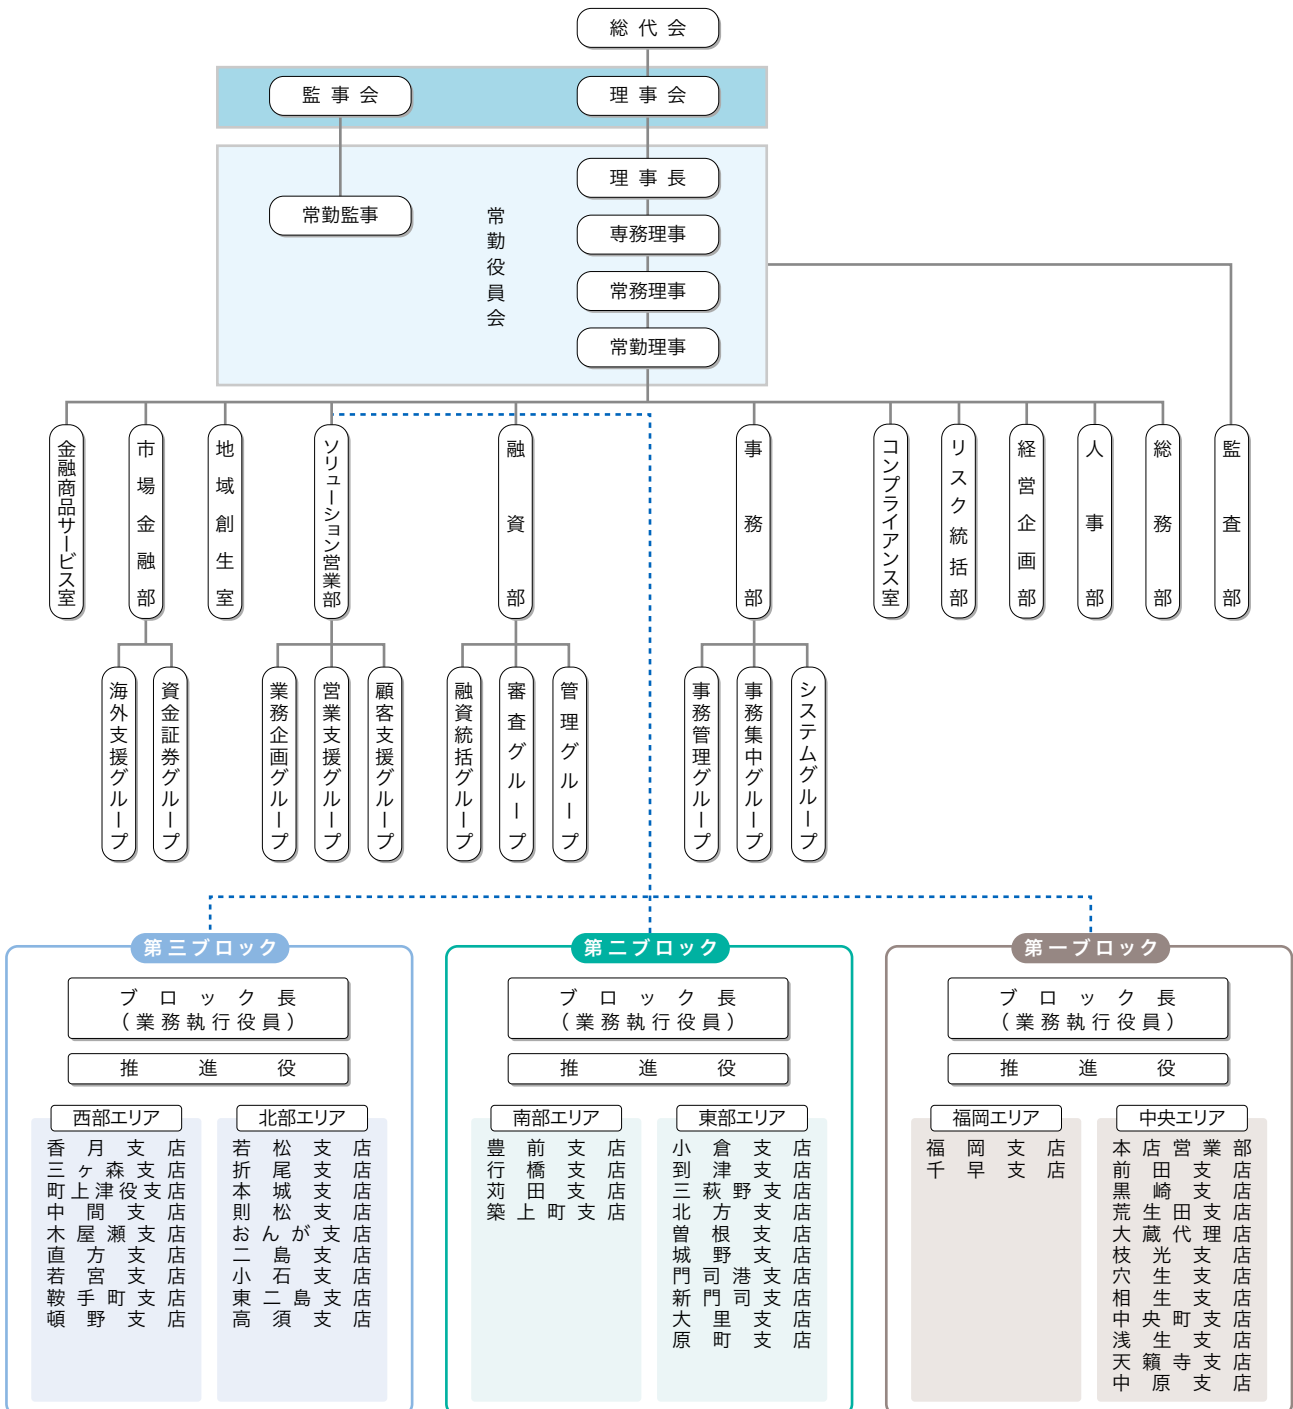 総代会
監事会
理事会
理事長
常勤監事
常勤役員会
専務理事
常務理事
常勤理事
金融商品サービス室
市場金融部
地域創生室
ソリューション営業部
融資部
事務部
コンプライアンス室
リスク統括部
経営企画部
人事部
総務部
監査部
海外支援グループ
資金証券グループ
業務企画グループ
営業支援グループ
顧客支援グループ
融資統括グループ
審査グループ
管理グループ
事務管理グループ
事務集中グループ
システムグループ
第三ブロック
ブロック長
（業務執行役員）
推進役
西部エリア
香月支店
三ヶ森支店
町上津役支店
中間支店
木屋瀬支店
直方支店
若宮支店
鞍手町支店
頓野支店
北部エリア
若松支店
折尾支店
本城支店
則松支店
おんが支店
二島支店
小石支店
東二島支店
高須支店
第二ブロック
ブロック長
（業務執行役員）
推進役
南部エリア
豊前支店
行橋支店
苅田支店
築上町支店
東部エリア
小倉支店
到津支店
三萩野支店
北方支店
曽根支店
城野支店
門司港支店
新門司支店
大里支店
原町支店
第一ブロック
ブロック長
（業務執行役員）
推進役
福岡エリア
福岡支店
千早支店
中央エリア
本店営業部
前田支店
黒崎支店
荒生田支店
大蔵代理店
枝光支店
穴生支店
相生支店
中央町支店
浅生支店
天籟寺支店
中原支店